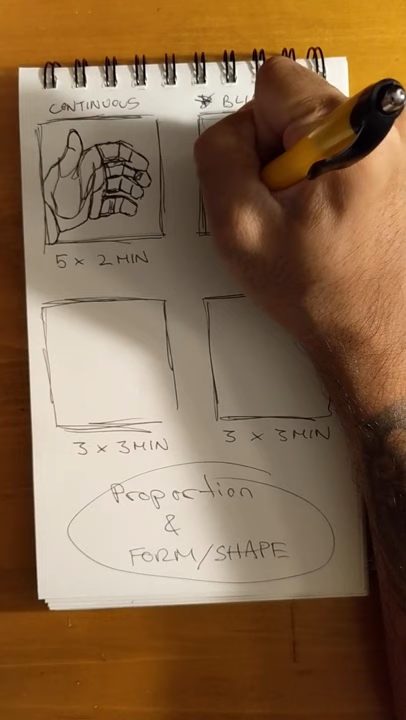 CONTINUOUS
5 x 2 MIN
3 x 3 MIN
3 x 3 MIN
Proportion
&
FORM/SHAPE